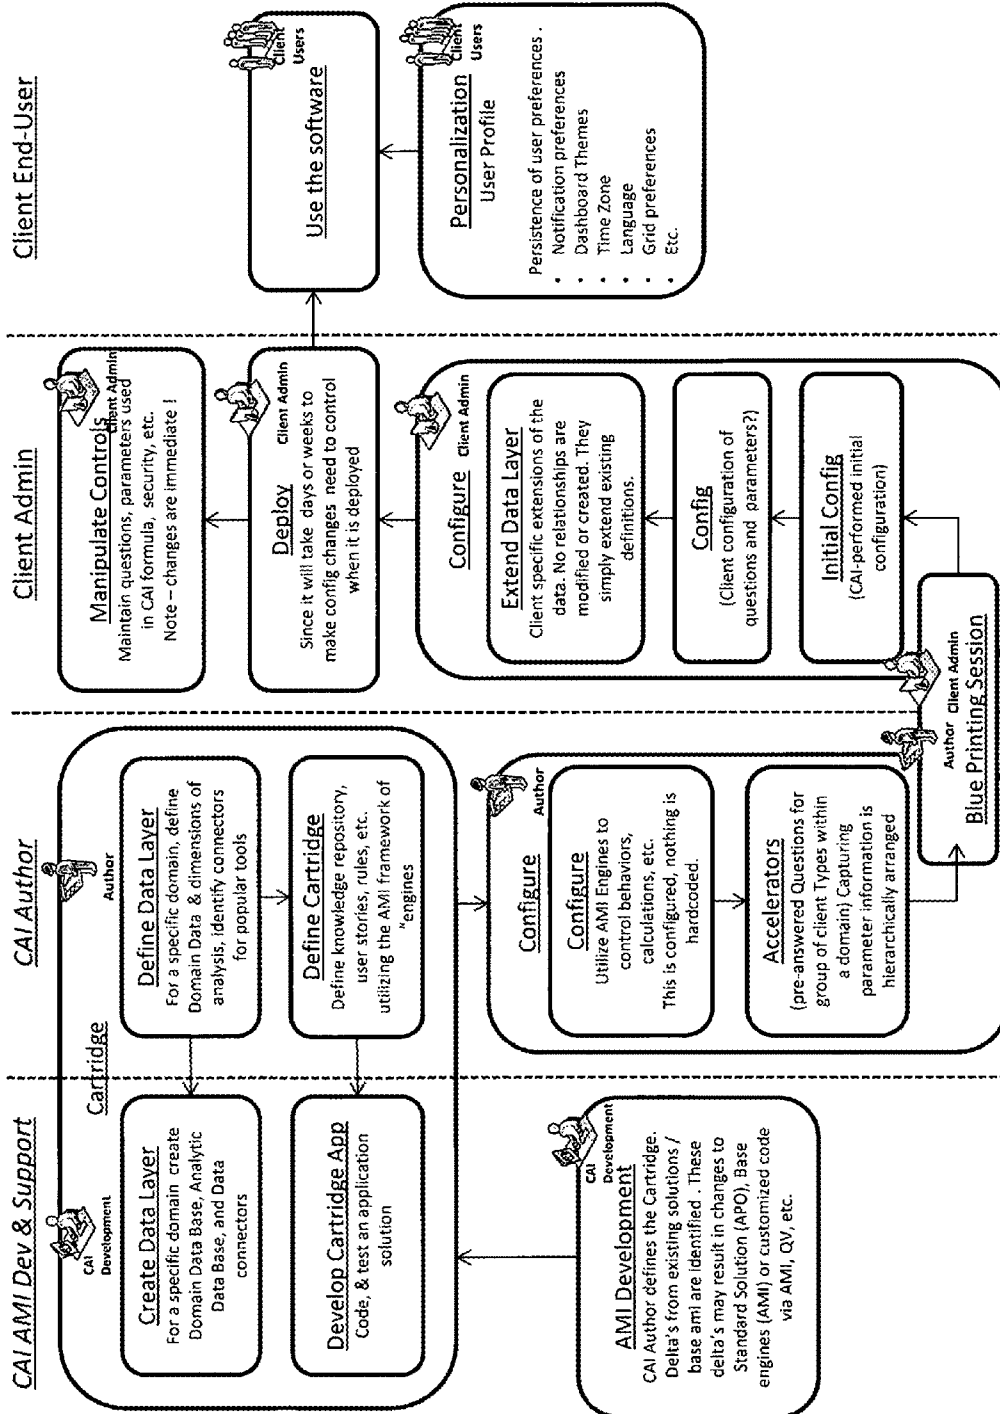 CAI AMI Dev & Support
CAI Author
Client Admin
Client End-User
Cartridge
CAI
Development
Create Data Layer
For a specific domain create
Domain Data Base, Analytic
Data Base, and Data
connectors
Develop Cartridge App
Code, & test an application
solution
CAI
Development
AMI Development
CAI Author defines the Cartridge.
Delta's from existing solutions /
base ami are identified . These
delta's may result in changes to
Standard Solution (APO), Base
engines (AMI) or customized code
via AMI, QV, etc.
Author
Define Data Layer
For a specific domain, define
Domain Data & dimensions of
analysis, identify connectors
for popular tools
Define Cartridge
Define knowledge repository,
user stories, rules, etc.
utilizing the AMI framework of
"engines
Author
Configure
Configure
Utilize AMI Engines to
control behaviors,
calculations, etc.
This is configured, nothing is
hardcoded.
Accelerators
(pre-answered Questions for
group of client Types within
a domain) Capturing
parameter information is
hierarchically arranged
Author
Client Admin
Blue Printing Session
Client Admin
Manipulate Controls
Maintain questions, parameters used
in CAI formula, security, etc.
Note – changes are immediate !
Client Admin
Deploy
Since it will take days or weeks to
make config changes need to control
when it is deployed
Client Admin
Configure
Extend Data Layer
Client specific extensions of the
data. No relationships are
modified or created. They
simply extend existing
definitions.
Config
(Client configuration of
questions and parameters?)
Initial Config
(CAI-performed initial
configuration)
Client
Users
Use the software
Client
Users
Personalization
User Profile
Persistence of user preferences .
• Notification preferences
• Dashboard Themes
• Time Zone
• Language
• Grid preferences
• Etc.